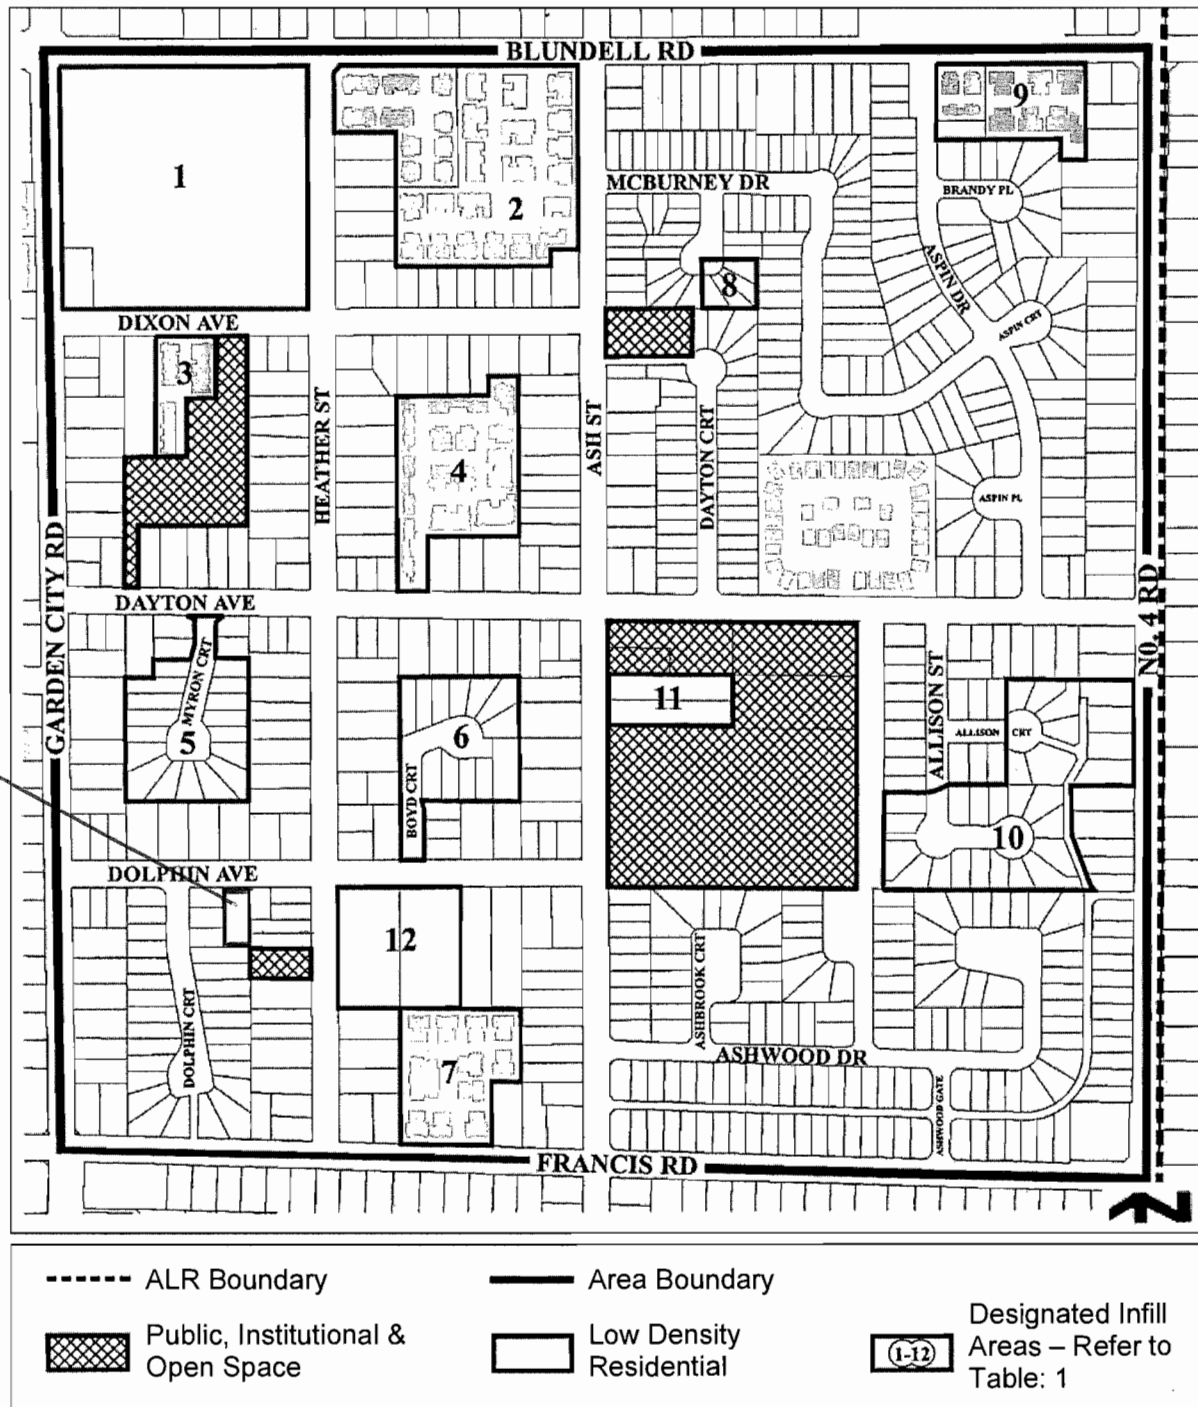 BLUNDELL RD
1
2
9
MCBURNEY DR
BRANDY PL
ASPIN DR
8
ASPIN CRT
DIXON AVE
3
HEATHER ST
4
ASH ST
DAYTON CRT
ASPIN PL
GARDEN CITY RD
DAYTON AVE
NO. 4 RD
MYRON CRT
5
6
BOYD CRT
11
ALLISON ST
ALLISON CRT
10
DOLPHIN AVE
12
DOLPHIN CRT
7
ASHBROOK CRT
ASHWOOD DR
ASHWOOD GATE
FRANCIS RD
N
ALR Boundary
Area Boundary
Public, Institutional &
Open Space
Low Density
Residential
1-12
Designated Infill
Areas – Refer to
Table: 1